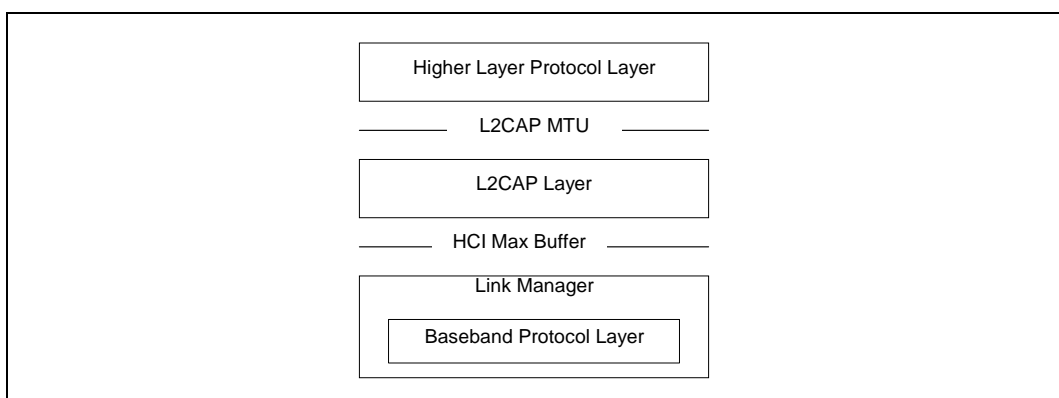 Higher Layer Protocol Layer
L2CAP MTU
L2CAP Layer
HCI Max Buffer
Link Manager
Baseband Protocol Layer